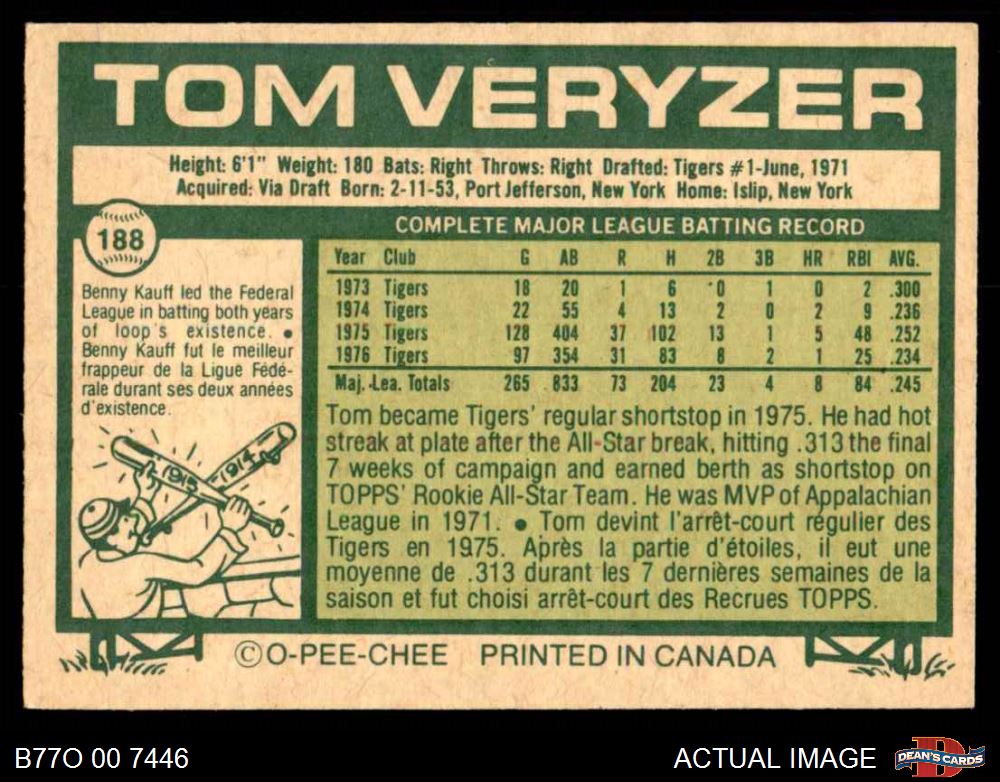 TOM VERYZER
Height: 6'1" Weight: 180 Bats: Right Throws: Right Drafted: Tigers #1-June, 1971
Acquired: Via Draft Born: 2-11-53, Port Jefferson, New York Home: Islip, New York
188
COMPLETE MAJOR LEAGUE BATTING RECORD
Year Club G AB R H 2B 3B HR RBI AVG.
1973 Tigers 18 20 1 6 0 1 0 2 .300
1974 Tigers 22 55 4 13 2 0 2 9 .236
1975 Tigers 128 404 37 102 13 1 5 48 .252
1976 Tigers 97 354 31 83 8 2 1 25 .234
Maj. Lea. Totals 265 833 73 204 23 4 8 84 .245
Benny Kauff led the Federal
League in batting both years
of loop's existence. •
Benny Kauff fut le meilleur
frappeur de la Ligue Fédé-
rale durant ses deux années
d'existence.
1915 1914
Tom became Tigers' regular shortstop in 1975. He had hot
streak at plate after the All-Star break, hitting .313 the final
7 weeks of campaign and earned berth as shortstop on
TOPPS' Rookie All-Star Team. He was MVP of Appalachian
League in 1971. • Tom devint l'arrêt-court régulier des
Tigers en 1975. Après la partie d'étoiles, il eut une
moyenne de .313 durant les 7 dernières semaines de la
saison et fut choisi arrêt-court des Recrues TOPPS.
©O-PEE-CHEE PRINTED IN CANADA
B77O 00 7446
ACTUAL IMAGE
D
DEAN'S CARDS